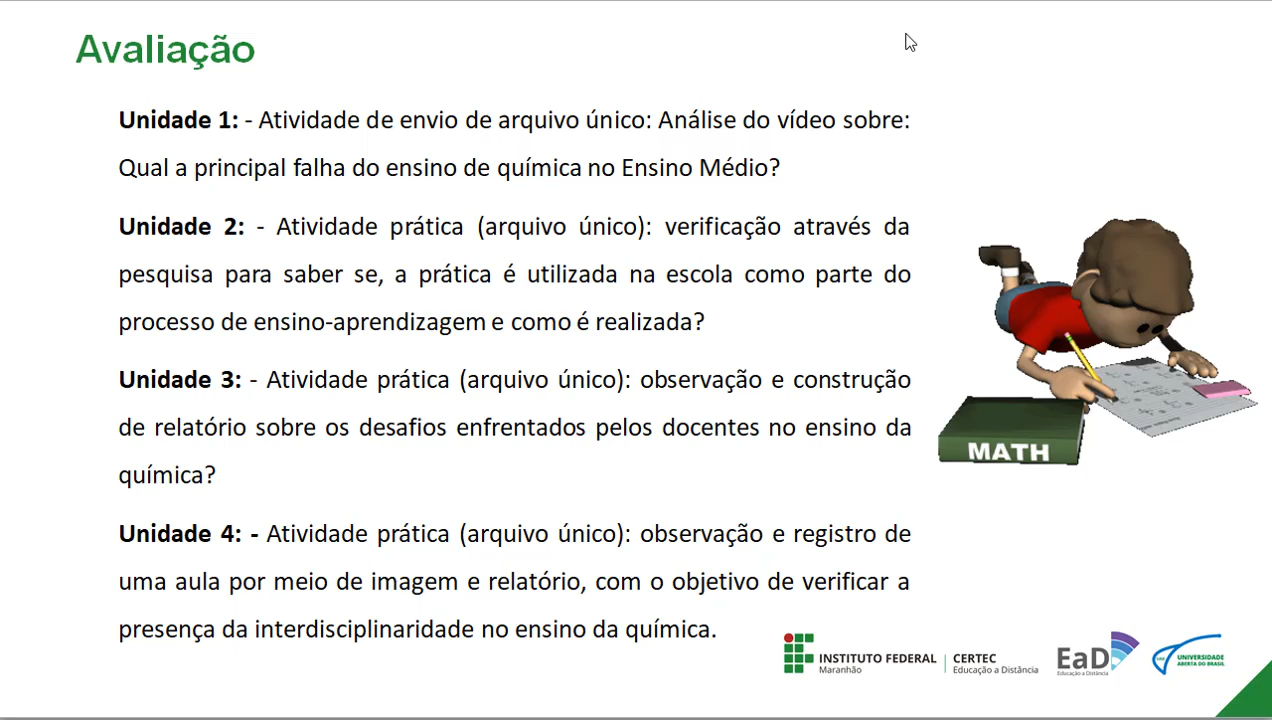 Avaliação
Unidade 1: - Atividade de envio de arquivo único: Análise do vídeo sobre:
Qual a principal falha do ensino de química no Ensino Médio?
Unidade 2: - Atividade prática (arquivo único): verificação através da
pesquisa para saber se, a prática é utilizada na escola como parte do
processo de ensino-aprendizagem e como é realizada?
Unidade 3: - Atividade prática (arquivo único): observação e construção
de relatório sobre os desafios enfrentados pelos docentes no ensino da
química?
Unidade 4: - Atividade prática (arquivo único): observação e registro de
uma aula por meio de imagem e relatório, com o objetivo de verificar a
presença da interdisciplinaridade no ensino da química.
MATH
INSTITUTO FEDERAL
Maranhão
CERTEC
Educação a Distância
EaD
Educação a Distância
UNIVERSIDADE
ABERTA DO BRASIL